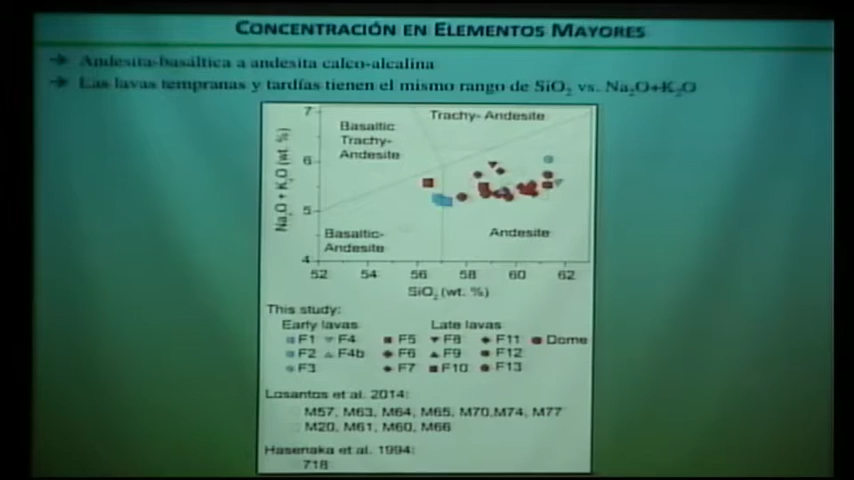 CONCENTRACIÓN EN ELEMENTOS MAYORES
Andesita-basáltica a andesita calco-alcalina
Las lavas tempranas y tardías tienen el mismo rango de SiO2 vs. Na2O+K2O
Trachy-Andesite
Basaltic
Trachy-
Andesite
Na2O + K2O (wt. %)
7
6
5
4
Basaltic-
Andesite
Andesite
52 54 56 58 60 62
SiO2 (wt. %)
This study:
Early lavas Late lavas
F1 F4 F5 F8 F11 Dome
F2 F4b F6 F9 F12
F3 F7 F10 F13
Losantos et al. 2014:
M57, M63, M64, M65, M70,M74, M77
M20, M61, M60, M66
Hasenaka et al. 1994:
718